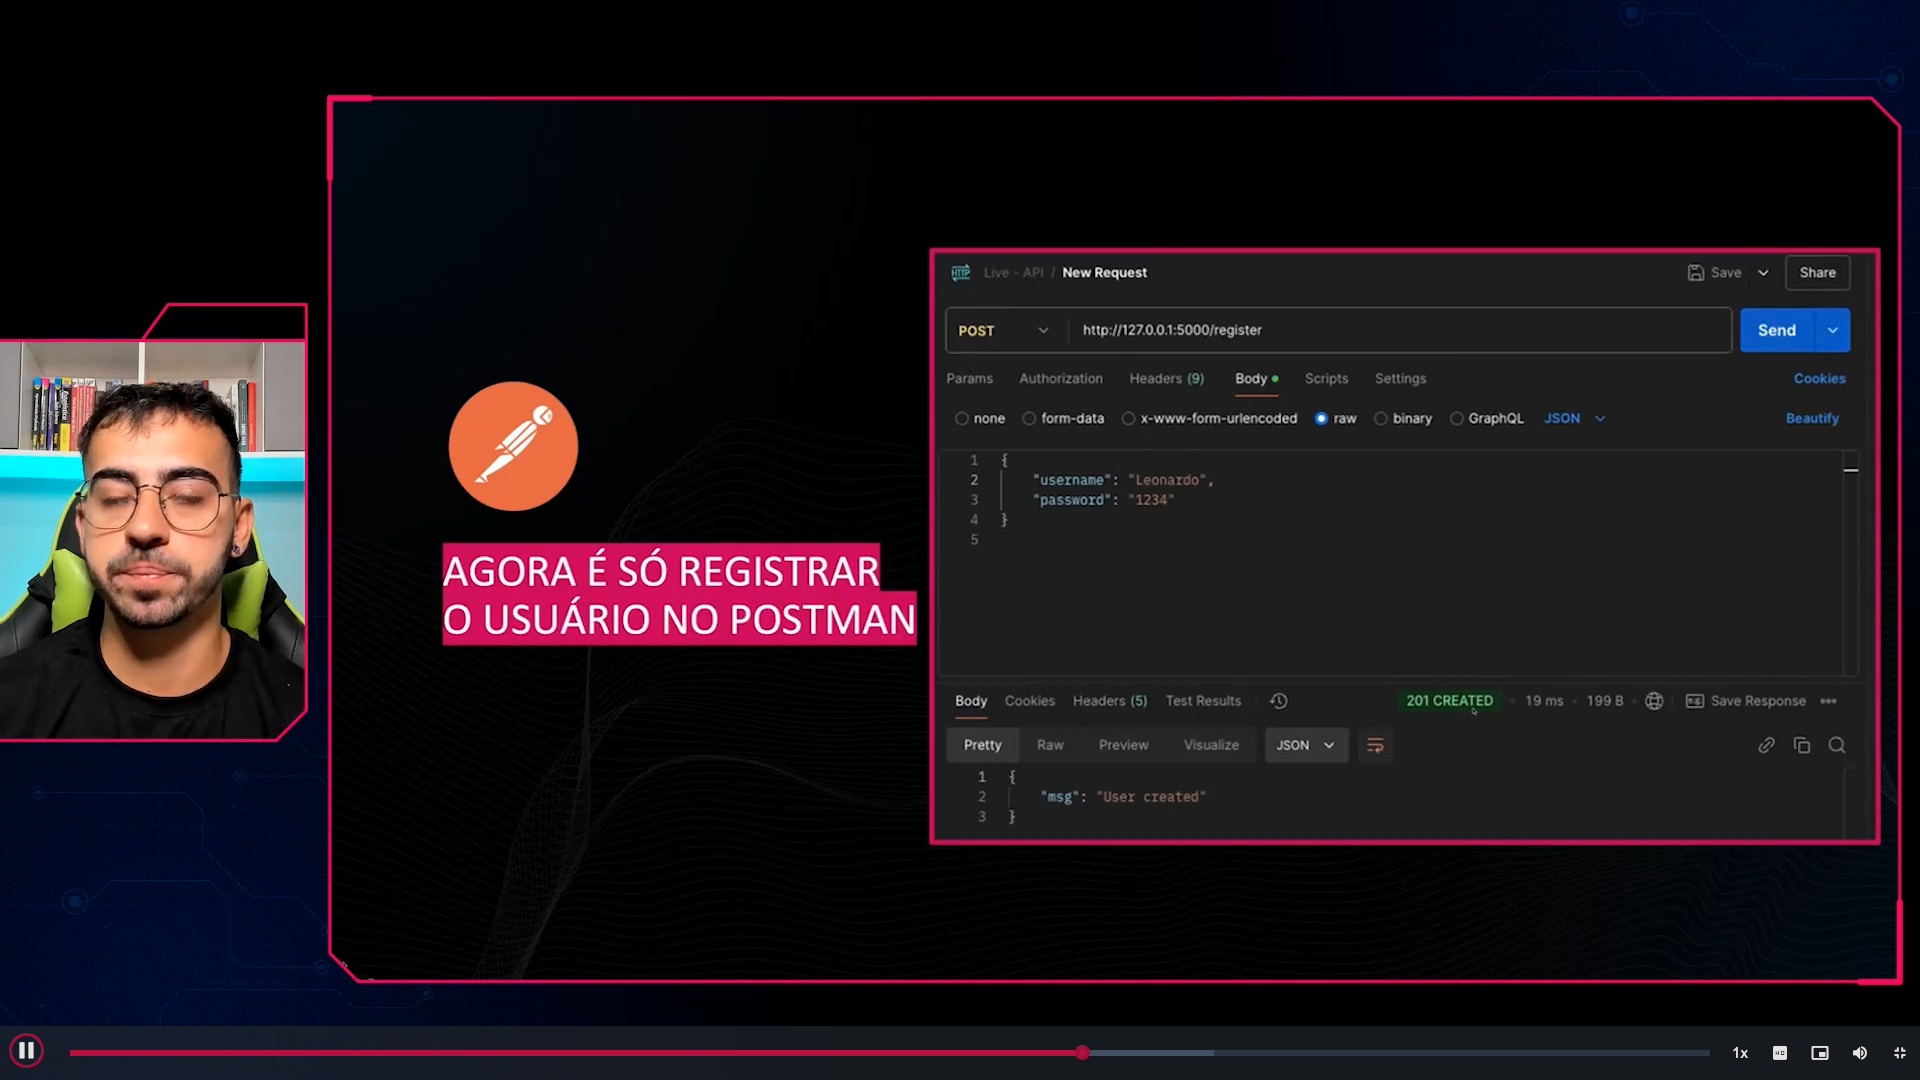 AGORA É SÓ REGISTRAR
O USUÁRIO NO POSTMAN
HTTP Live - API / New Request
Save
Share
POST
http://127.0.0.1:5000/register
Send
Params Authorization Headers (9) Body Scripts Settings Cookies
none form-data x-www-form-urlencoded raw binary GraphQL JSON Beautify
1 {
2 "username": "Leonardo",
3 "password": "1234"
4 }
5
Body Cookies Headers (5) Test Results 201 CREATED 19 ms 199 B Save Response
Pretty Raw Preview Visualize JSON
1 {
2 "msg": "User created"
3 }
1x